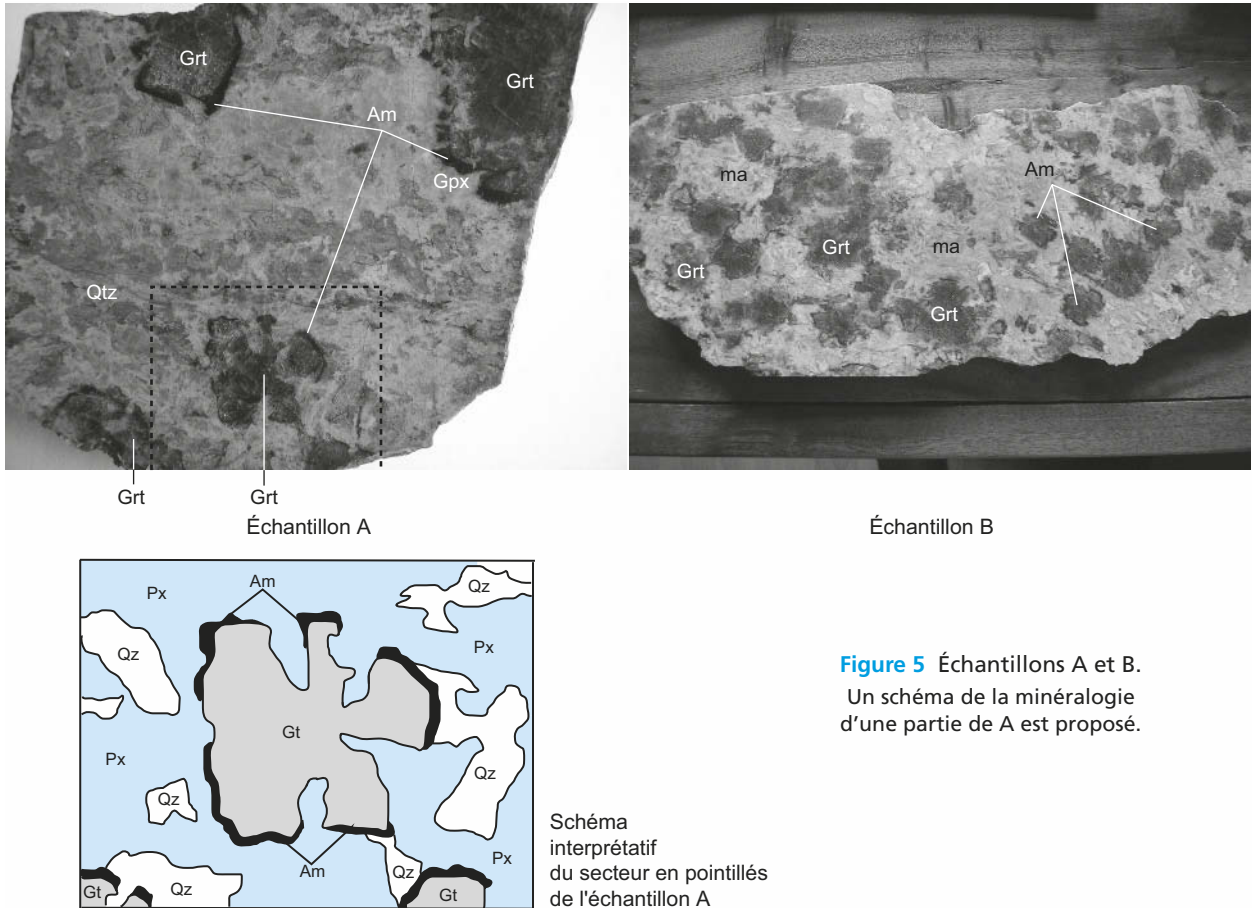 Grt
Grt
Am
Gpx
Qtz
Grt
Grt
Échantillon A
ma
Am
Grt
ma
Grt
Grt
Échantillon B
Px
Am
Qz
Qz
Px
Gt
Px
Qz
Qz
Qz
Px
Am
Gt
Qz
Qz
Gt
Schéma
interprétatif
du secteur en pointillés
de l'échantillon A
Figure 5 Échantillons A et B.
Un schéma de la minéralogie
d'une partie de A est proposé.